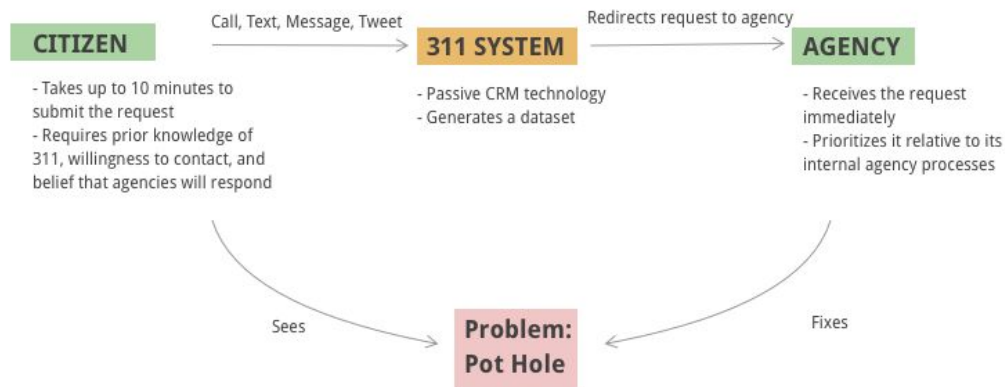 Call, Text, Message, Tweet
Redirects request to agency
CITIZEN
311 SYSTEM
AGENCY
- Takes up to 10 minutes to
submit the request
- Requires prior knowledge of
311, willingness to contact, and
belief that agencies will respond
- Passive CRM technology
- Generates a dataset
- Receives the request
immediately
- Prioritizes it relative to its
internal agency processes
Sees
Problem:
Pot Hole
Fixes